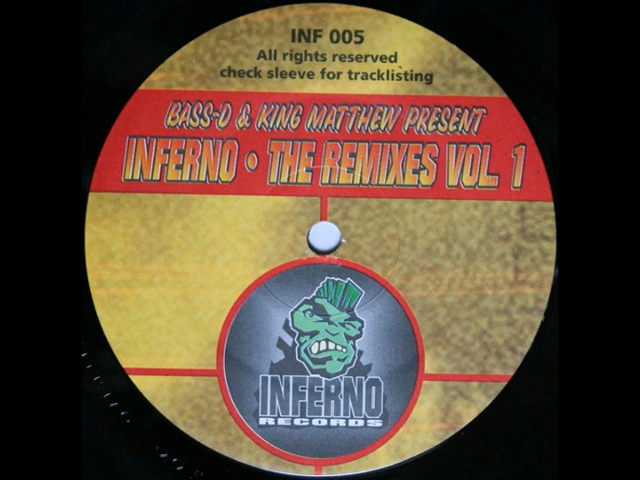 INF 005
All rights reserved
check sleeve for tracklisting
BASS-D & KING MATTHEW PRESENT
INFERNO • THE REMIXES VOL. 1
INFERNO
RECORDS